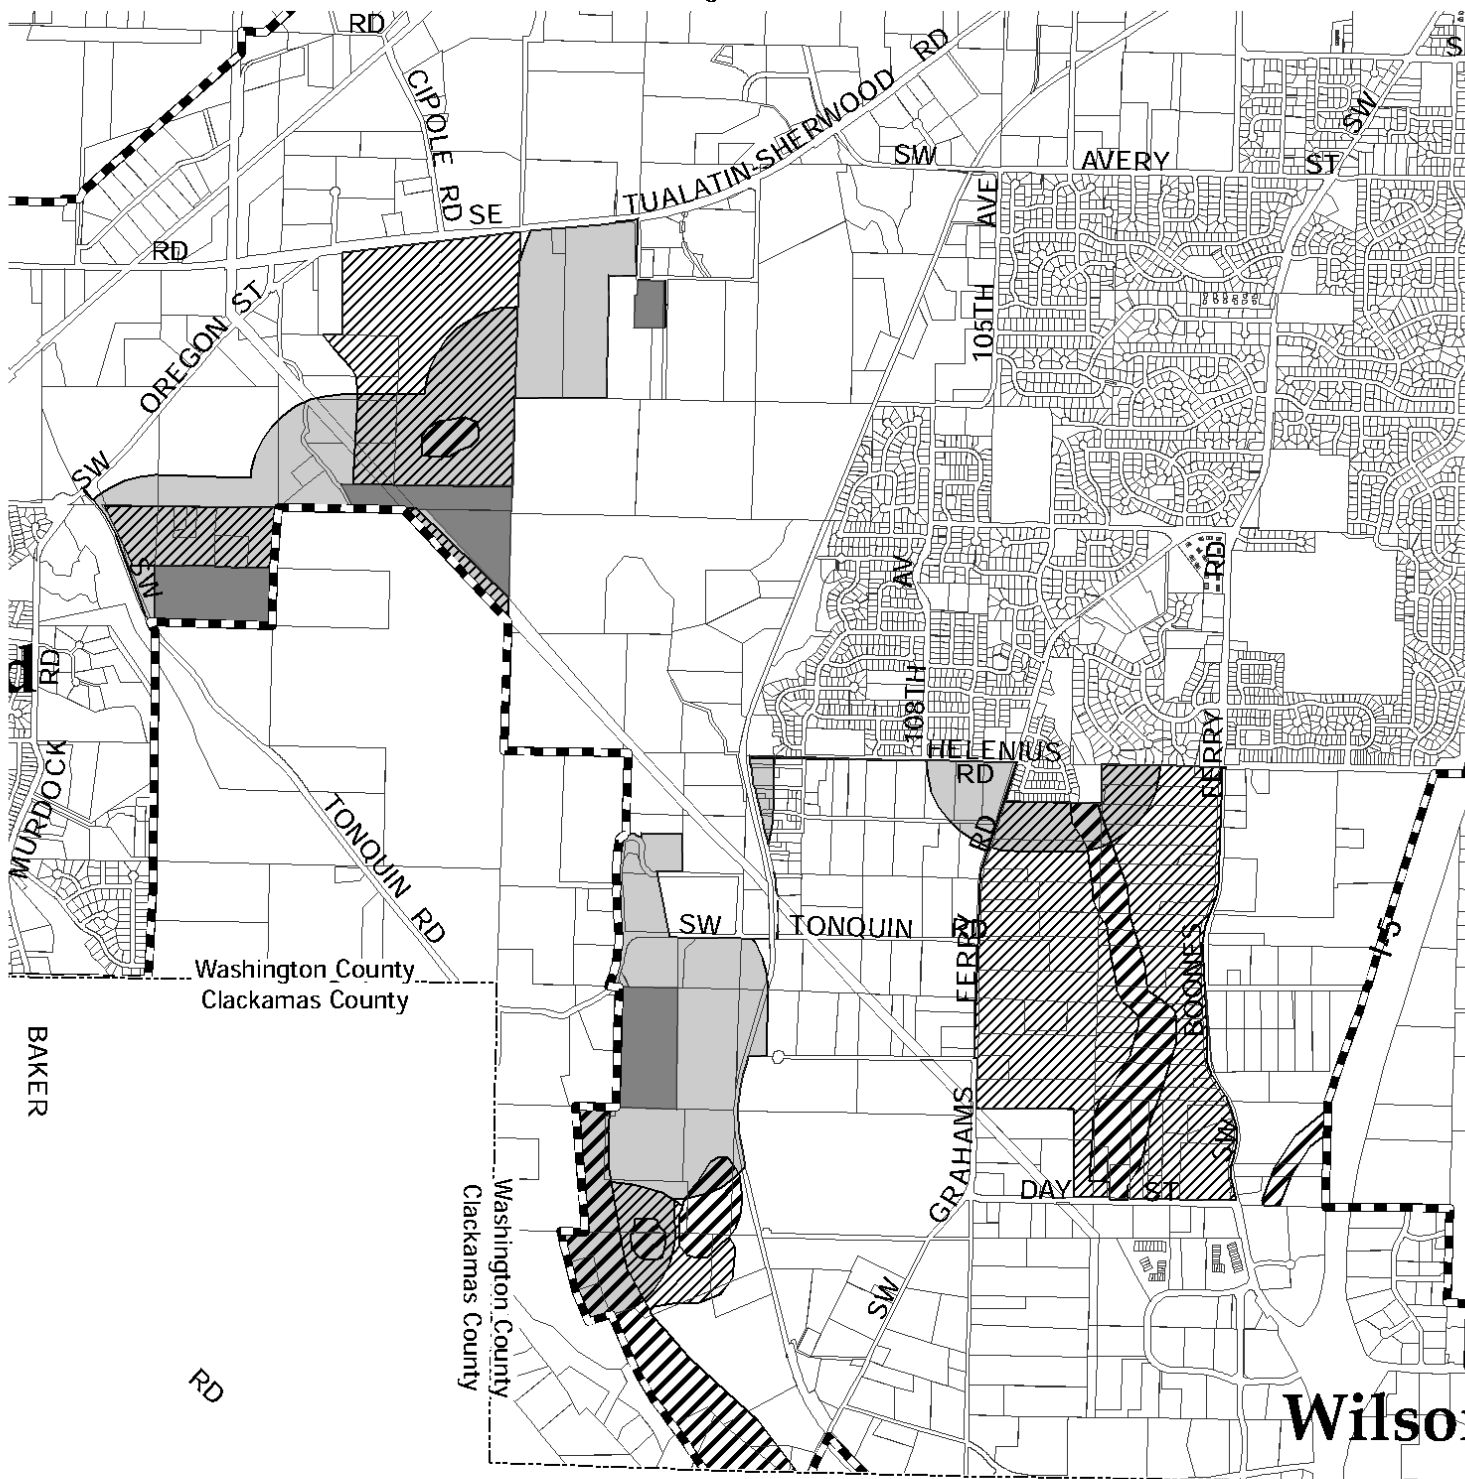 RD
RD
S
CIPOLE RD
TUALATIN-SHERWOOD
SW
SW
AVERY
ST
SE
RD
AVE
OREGON
ST
105TH
SW
SW
AV
RD
d
RD
108TH
FERRY
MURDOCK
HELENIUS
RD
TONQUIN RD
RD
SW
TONQUIN
RD
FERRY
BOONES
I-5
Washington County
Clackamas County
BAKER
GRAHAMS
SW
DAY
ST
Washington County
Clackamas County
SW
RD
Wilso